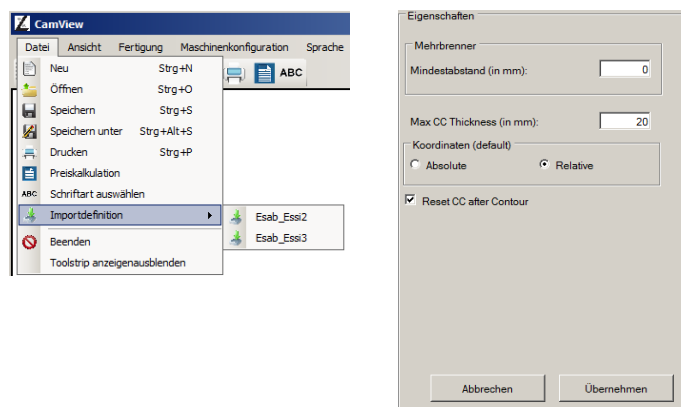 CamView
Datei Ansicht Fertigung Maschinenkonfiguration Sprache
ABC
Neu Strg+N
Öffnen Strg+O
Speichern Strg+S
Speichern unter Strg+Alt+S
Drucken Strg+P
Preiskalkulation
ABC Schriftart auswählen
Importdefinition
Esab_Essi2
Esab_Essi3
Beenden
Toolstrip anzeigenausblenden
Eigenschaften
Mehrbrenner
Mindestabstand (in mm): 0
Max CC Thickness (in mm): 20
Koordinaten (default)
Absolute Relative
Reset CC after Contour
Abbrechen Übernehmen